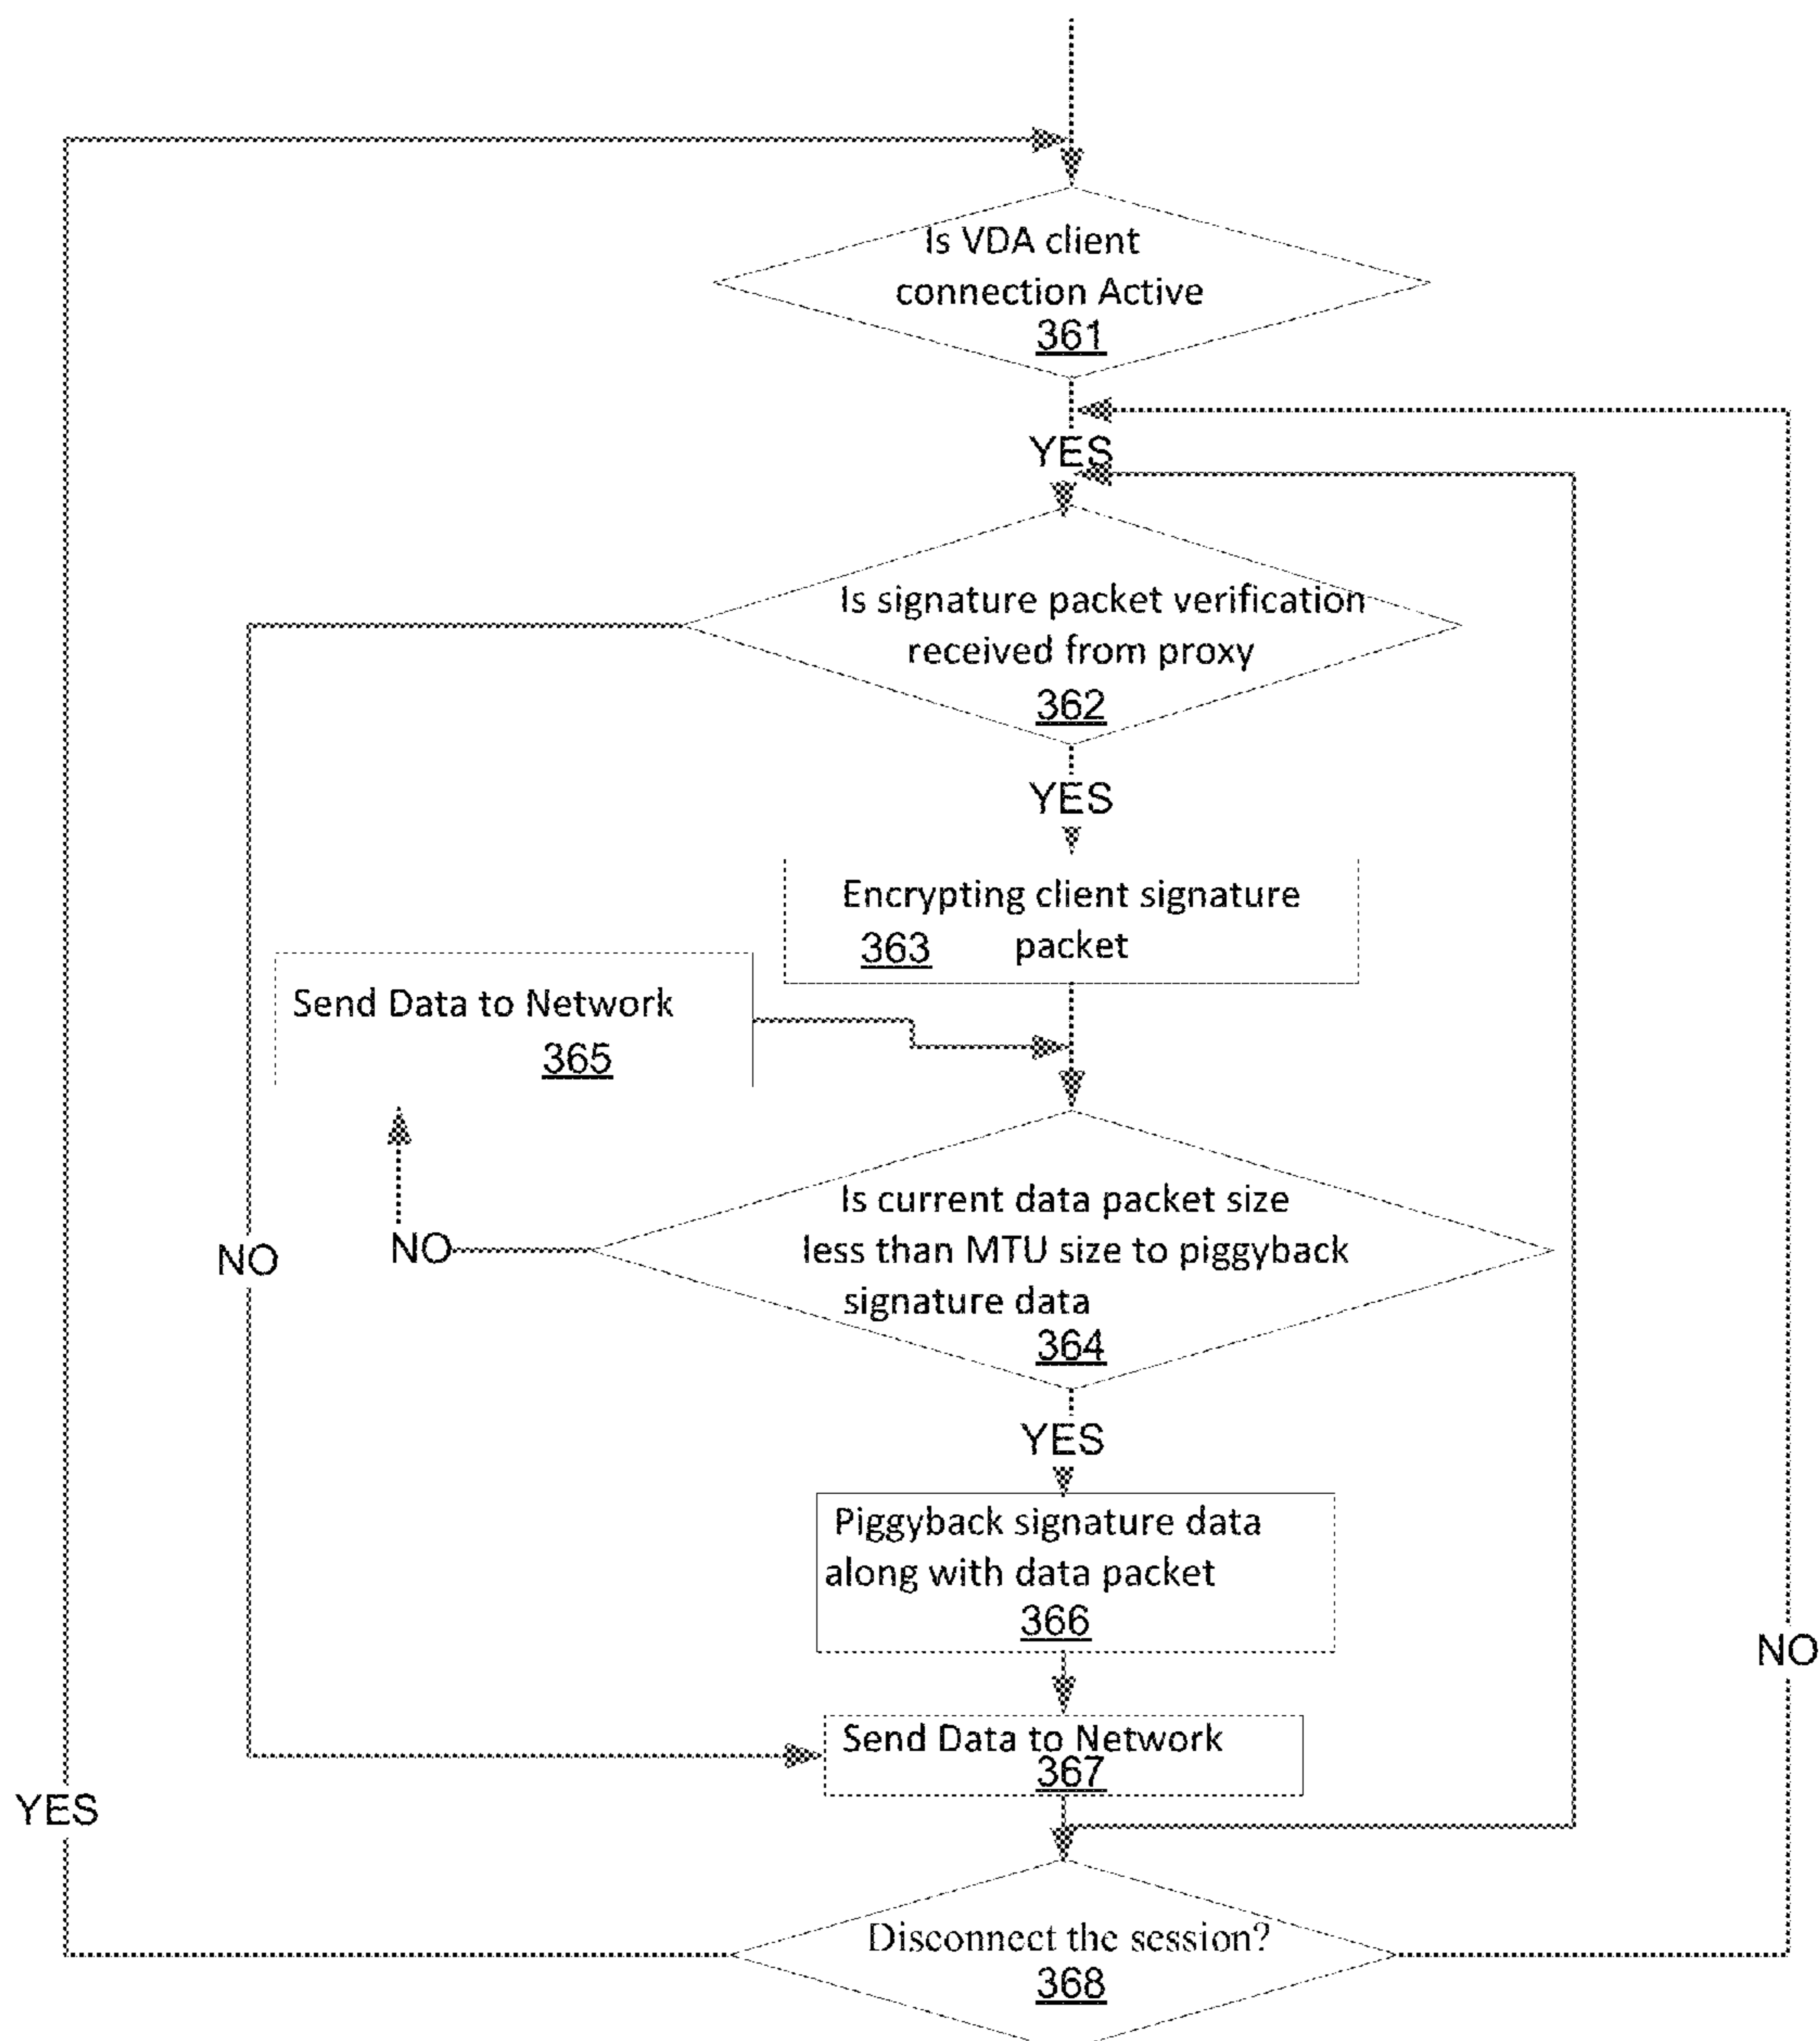 Is VDA client
connection Active
361
YES
Is signature packet verification
received from proxy
362
YES
Encrypting client signature
363 packet
Send Data to Network
365
Is current data packet size
less than MTU size to piggyback
signature data
364
NO
NO
YES
Piggyback signature data
along with data packet
366
NO
Send Data to Network
367
YES
Disconnect the session?
368